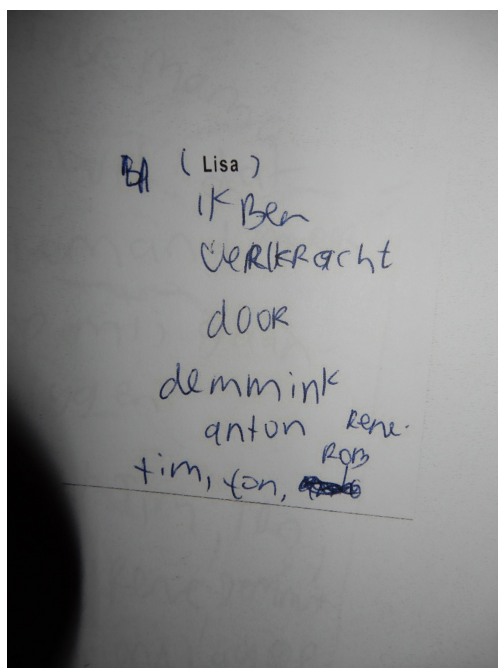 BA (Lisa)
ik Ben
verkRacht
dooR
demmink
anton Rene.
RoB
tim, ton,